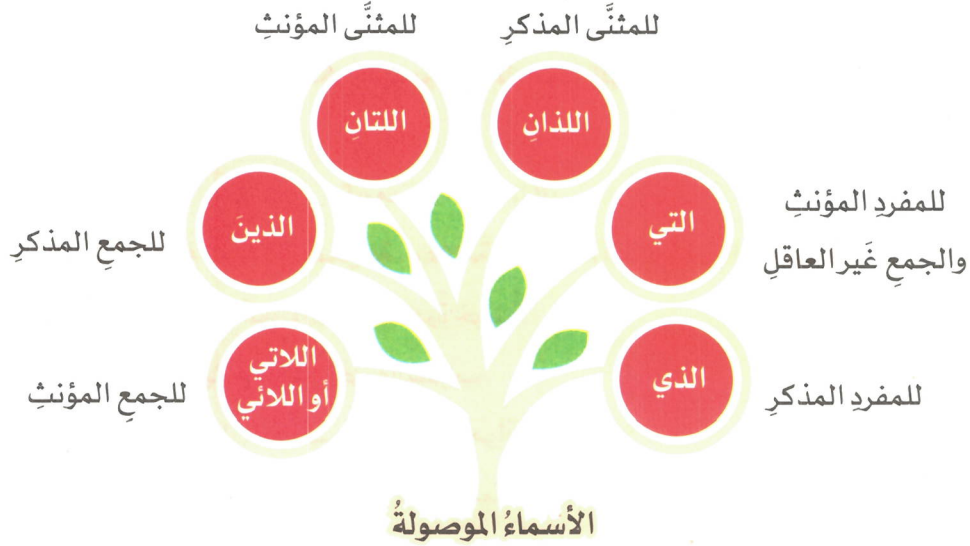 للمثنَّى المذكرِ
للمثنَّى المؤنثِ
اللذانِ
اللتانِ
التي
للمفردِ المؤنثِ
والجمعِ غَير العاقلِ
الذينَ
للجمعِ المذكرِ
الذي
للمفردِ المذكرِ
اللاتي
أو اللائي
للجمعِ المؤنثِ
الأسماءُ الموصولةُ